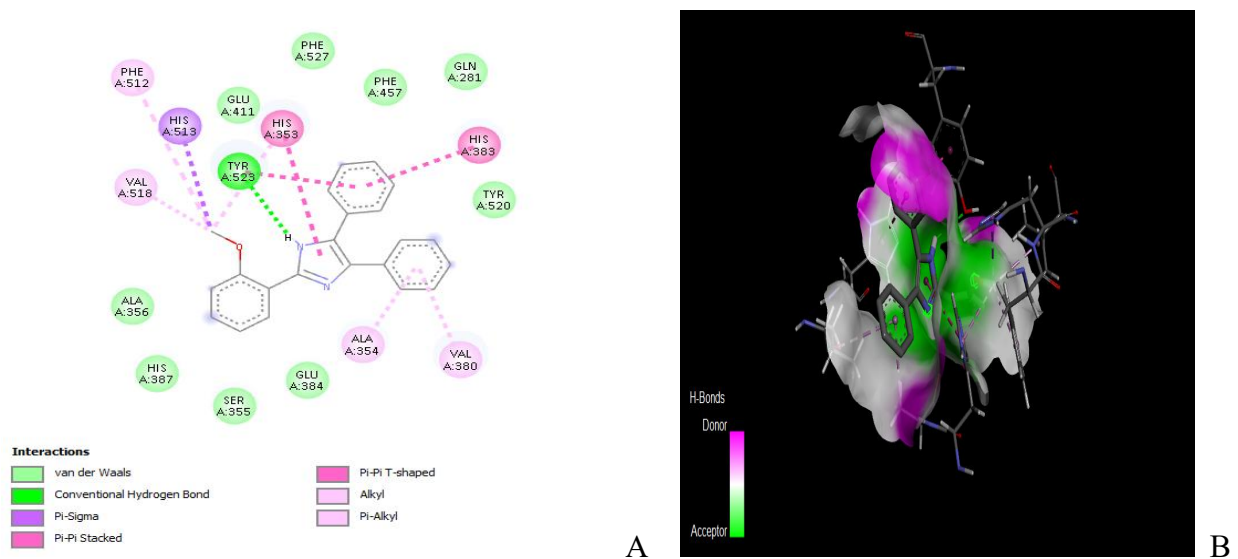 PHE
A:527
PHE
A:512
PHE
A:457
GLN
A:281
GLU
A:411
HIS
A:513
HIS
A:353
HIS
A:383
TYR
A:523
VAL
A:518
TYR
A:520
H
N
O
N
ALA
A:356
ALA
A:354
VAL
A:380
HIS
A:387
GLU
A:384
SER
A:355
Interactions
van der Waals
Conventional Hydrogen Bond
Pi-Sigma
Pi-Pi Stacked
Pi-Pi T-shaped
Alkyl
Pi-Alkyl
A
H-Bonds
Donor
Acceptor
B